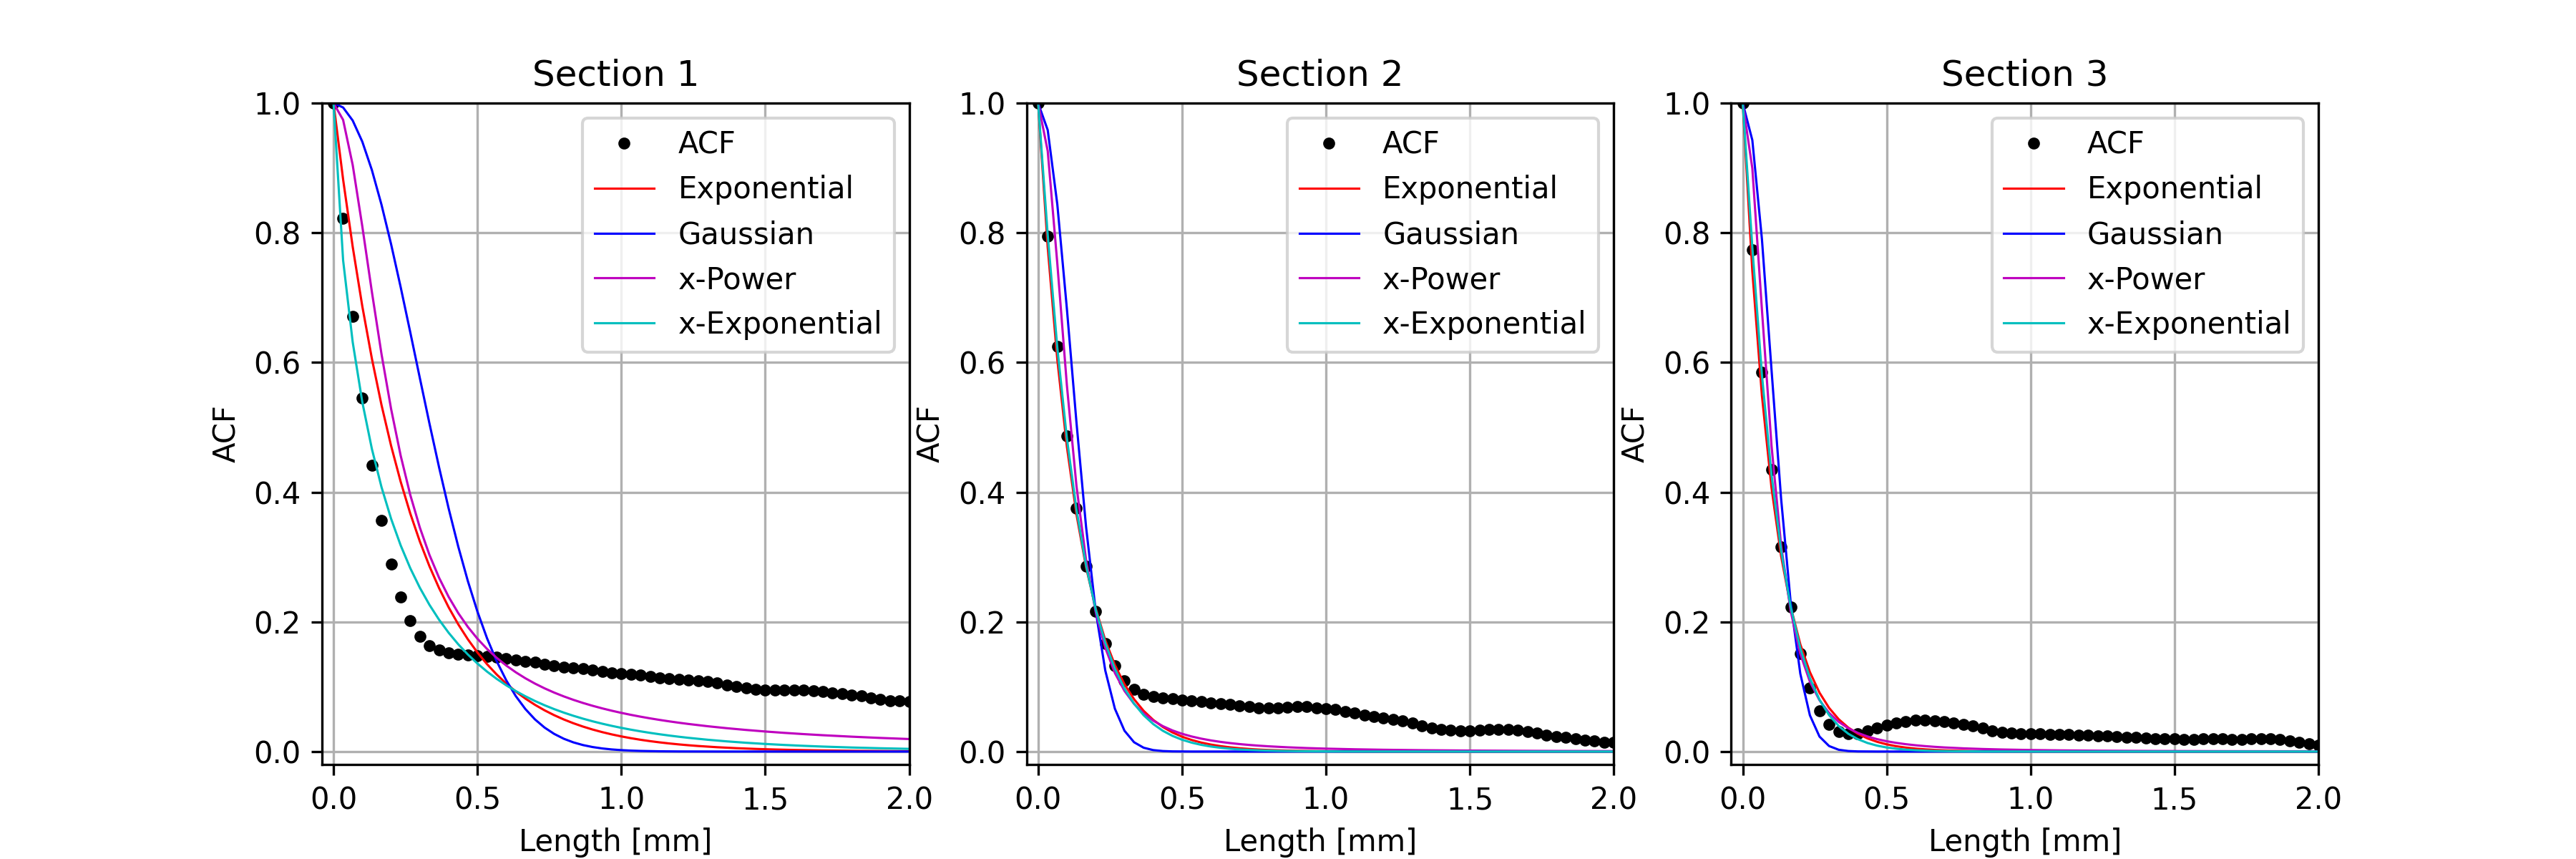 Section 1
1.0
0.8
0.6
0.4
0.2
0.0
ACF
0.0 0.5 1.0 1.5 2.0
Length [mm]
ACF
Exponential
Gaussian
x-Power
x-Exponential
Section 2
1.0
0.8
0.6
0.4
0.2
0.0
ACF
0.0 0.5 1.0 1.5 2.0
Length [mm]
ACF
Exponential
Gaussian
x-Power
x-Exponential
Section 3
1.0
0.8
0.6
0.4
0.2
0.0
ACF
0.0 0.5 1.0 1.5 2.0
Length [mm]
ACF
Exponential
Gaussian
x-Power
x-Exponential